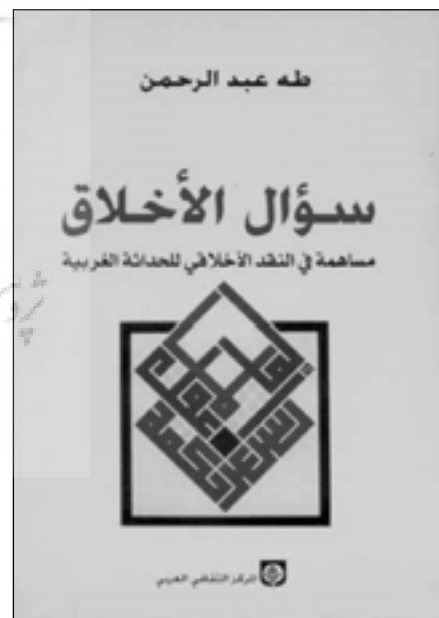 طه عبد الرحمن
سؤال الأخلاق
مساهمة في النقد الأخلاقي للحداثة الغربية
المركز الثقافي العربي